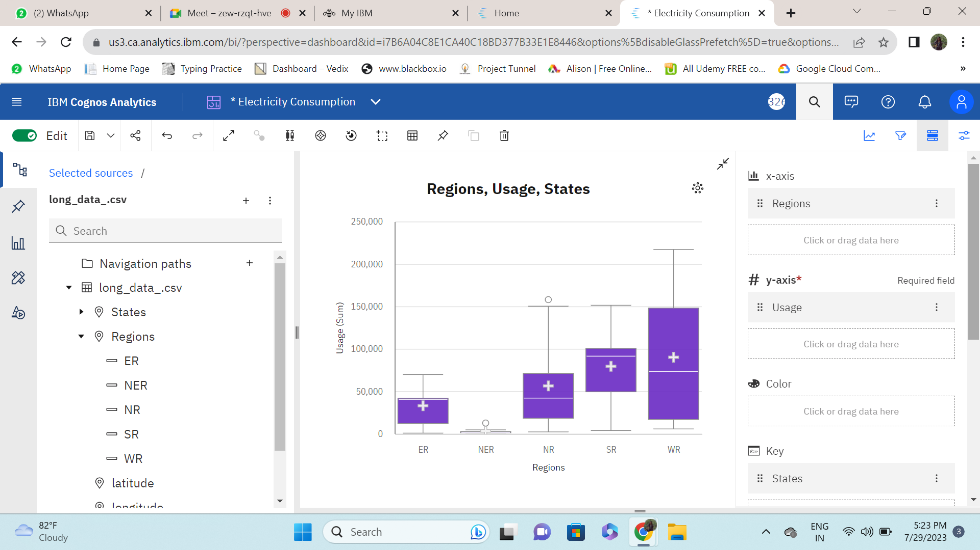 (2) WhatsApp
Meet – zew-rzqt-hve
My IBM
Home
* Electricity Consumption
us3.ca.analytics.ibm.com/bi/?perspective=dashboard&id=i7B6A04C8E1CA40C18BD377B33E1E8446&options%5BdisableGlassPrefetch%5D=true&options...
WhatsApp
Home Page
Typing Practice
Dashboard
Vedix
www.blackbox.io
Project Tunnel
Alison | Free Online...
All Udemy FREE co...
Google Cloud Com...
»
IBM Cognos Analytics
* Electricity Consumption
Edit
Selected sources /
long_data_.csv
Search
Navigation paths
long_data_.csv
States
Regions
ER
NER
NR
SR
WR
latitude
longitude
Regions, Usage, States
250,000
200,000
150,000
100,000
50,000
0
Usage (Sum)
ER
NER
NR
SR
WR
Regions
x-axis
Regions
Click or drag data here
# y-axis*
Required field
Usage
Click or drag data here
Color
Click or drag data here
Key
States
82°F
Cloudy
Search
ENG
IN
5:23 PM
7/29/2023
3